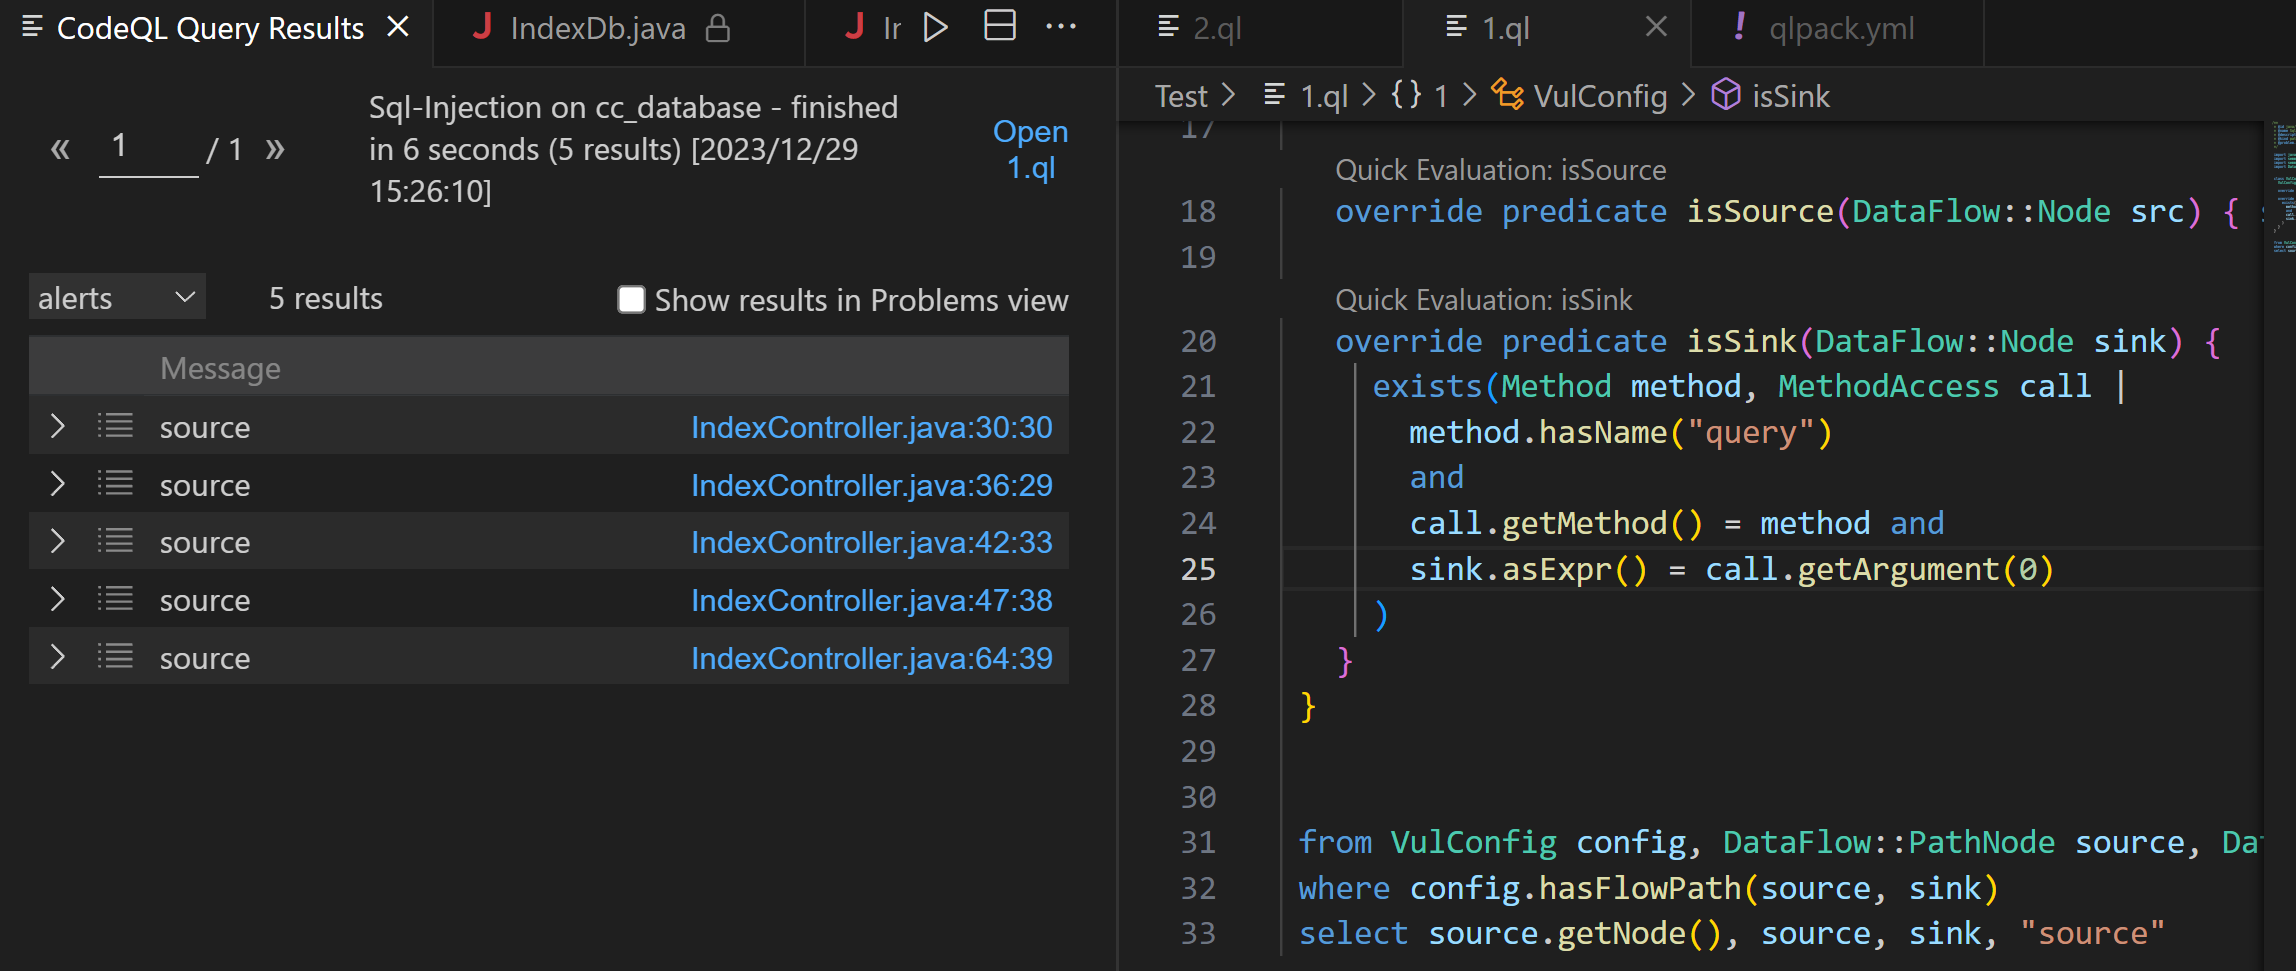 CodeQL Query Results
IndexDb.java
Ir
2.ql
1.ql
qlpack.yml
1
/ 1
Sql-Injection on cc_database - finished
in 6 seconds (5 results) [2023/12/29
15:26:10]
Open
1.ql
alerts
5 results
Show results in Problems view
Message
source IndexController.java:30:30
source IndexController.java:36:29
source IndexController.java:42:33
source IndexController.java:47:38
source IndexController.java:64:39
Test > 1.ql > {} 1 > VulConfig > isSink
17
Quick Evaluation: isSource
18 override predicate isSource(DataFlow::Node src) {
19
Quick Evaluation: isSink
20 override predicate isSink(DataFlow::Node sink) {
21 exists(Method method, MethodAccess call |
22 method.hasName("query")
23 and
24 call.getMethod() = method and
25 sink.asExpr() = call.getArgument(0)
26 )
27 }
28 }
29
30
31 from VulConfig config, DataFlow::PathNode source, Da
32 where config.hasFlowPath(source, sink)
33 select source.getNode(), source, sink, "source"